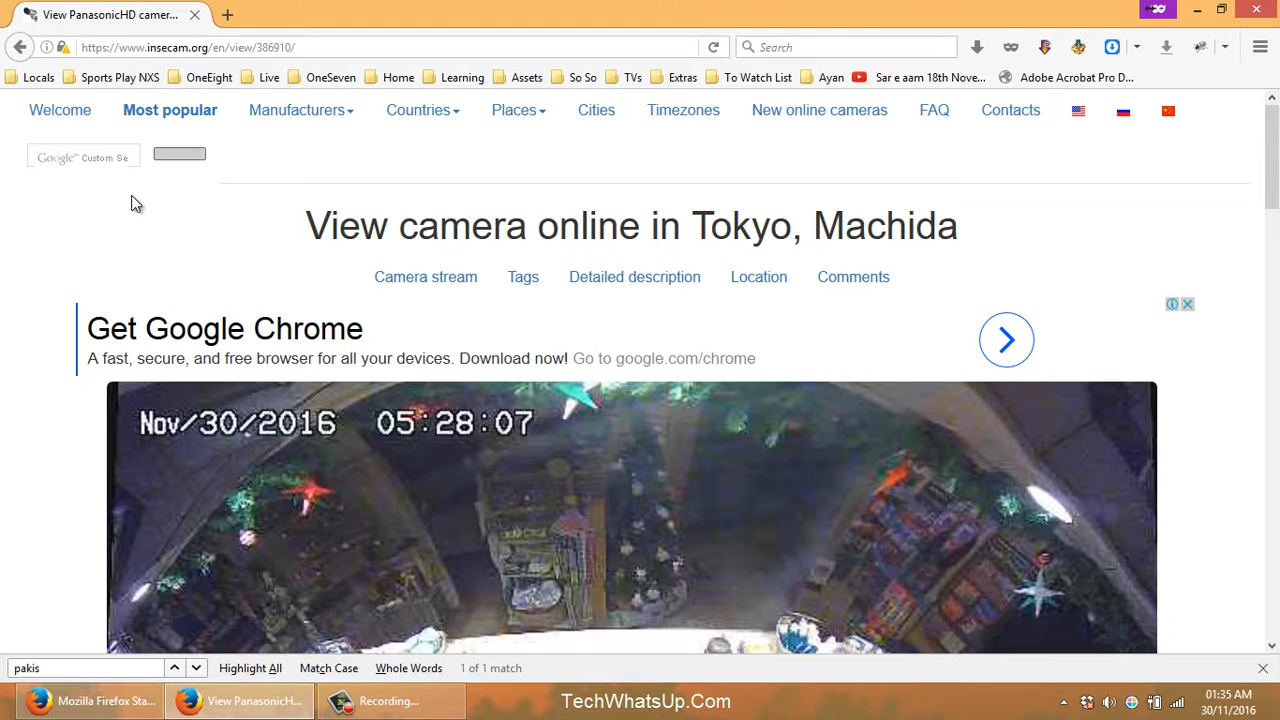 View PanasonicHD camer...
https://www.insecam.org/en/view/386910/
Search
Locals Sports Play NXS OneEight Live OneSeven Home Learning Assets So So TVs Extras To Watch List Ayan Sar e aam 18th Nove... Adobe Acrobat Pro D...
Welcome Most popular Manufacturers Countries Places Cities Timezones New online cameras FAQ Contacts
Google™ Custom Se
View camera online in Tokyo, Machida
Camera stream Tags Detailed description Location Comments
Get Google Chrome
A fast, secure, and free browser for all your devices. Download now! Go to google.com/chrome
Nov/30/2016 05:28:07
pakis Highlight All Match Case Whole Words 1 of 1 match
Mozilla Firefox Sta... View PanasonicH... Recording... TechWhatsUp.Com
01:35 AM
30/11/2016